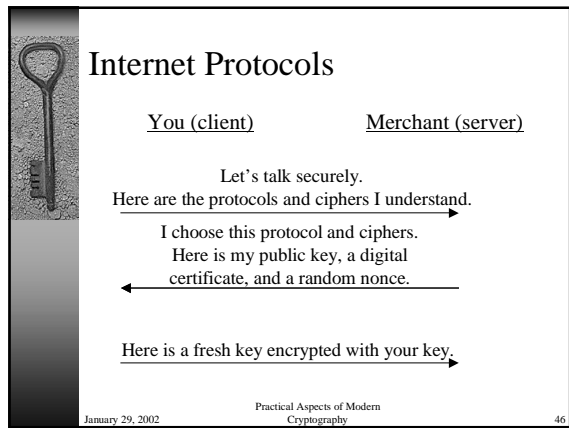 Internet Protocols
You (client) Merchant (server)
Let's talk securely.
Here are the protocols and ciphers I understand.
I choose this protocol and ciphers.
Here is my public key, a digital
certificate, and a random nonce.
Here is a fresh key encrypted with your key.
January 29, 2002
Practical Aspects of Modern
Cryptography
46